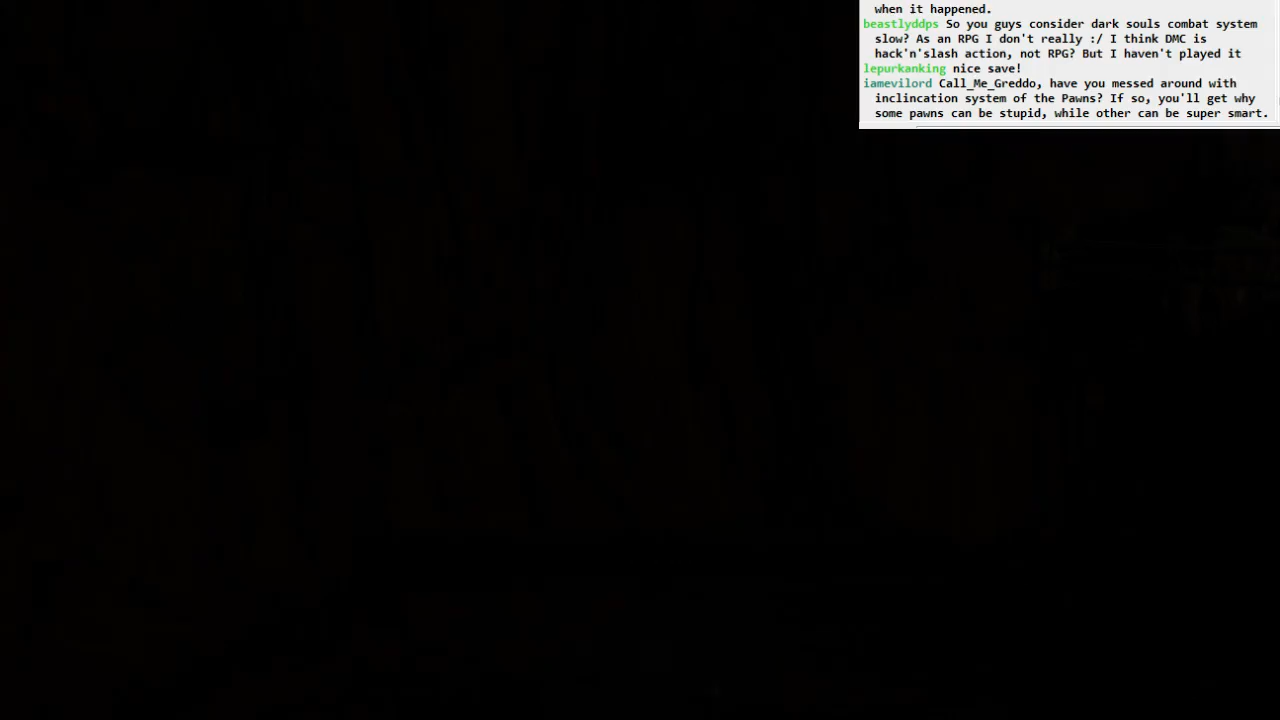 when it happened.
beastlyddps So you guys consider dark souls combat system
slow? As an RPG I don't really :/ I think DMC is
hack'n'slash action, not RPG? But I haven't played it
lepurkanking nice save!
iamevilord Call_Me_Greddo, have you messed around with
inclincation system of the Pawns? If so, you'll get why
some pawns can be stupid, while other can be super smart.